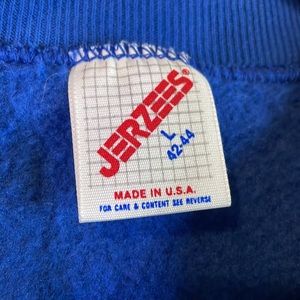 JERZEES®
L
42-44
MADE IN U.S.A.
FOR CARE & CONTENT SEE REVERSE